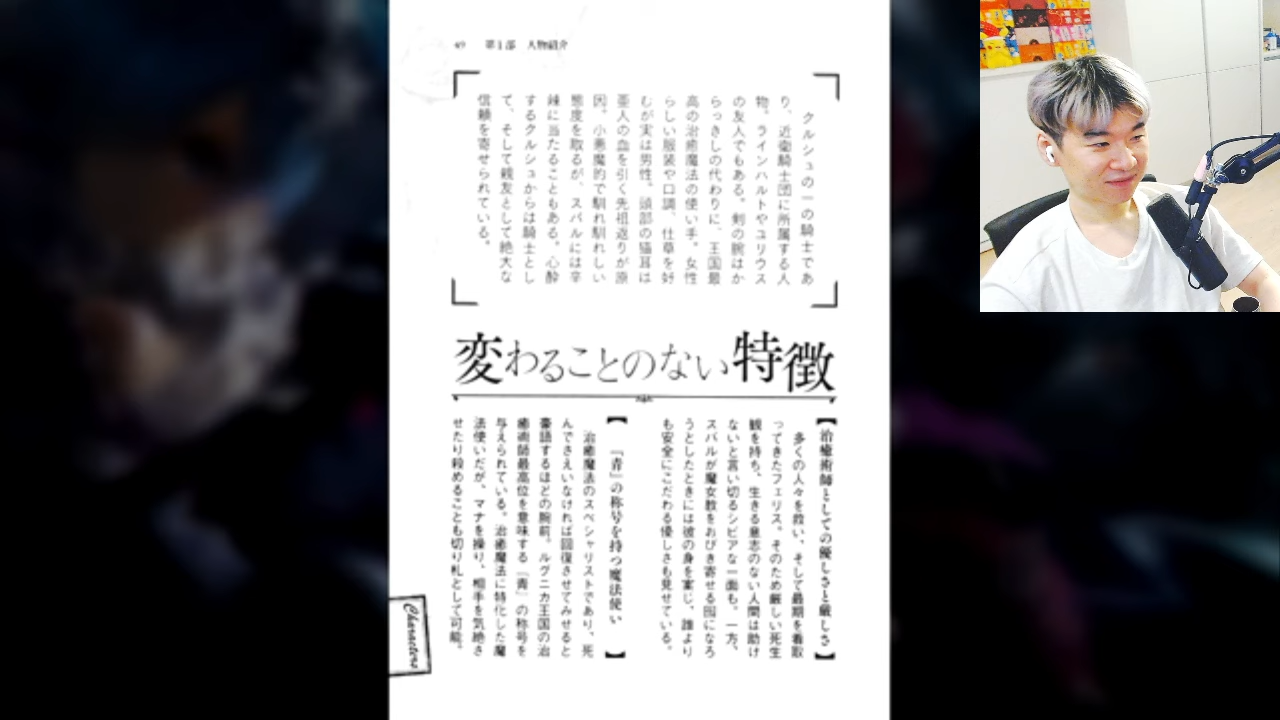 49 第1部 人物紹介
クルシュの一の騎士であ
り、近衛騎士団に所属する人
物。ラインハルトやユリウス
の友人でもある。剣の腕はか
らっきしの代わりに、王国最
高の治癒魔法の使い手。女性
らしい服装や口調、仕草を好
むが実は男性。頭部の猫耳は
亜人の血を引く先祖返りが原
因。小悪魔的で馴れ馴れしい
態度を取るが、スバルには辛
辣に当たることもある。心酔
するクルシュからは騎士とし
て、そして親友として絶大な
信頼を寄せられている。
変わることのない特徴
【治癒術師としての優しさと厳しさ】
多くの人々を救い、そして最期を看取
ってきたフェリス。そのため厳しい死生
観を持ち、生きる意志のない人間は助け
ないと言い切るシビアな一面も。一方、
スバルが魔女教をおびき寄せる囮になろ
うとしたときには彼の身を案じ、誰より
も安全にこだわる優しさも見せている。
【『青』の称号を持つ魔法使い】
治癒魔法のスペシャリストであり、死
んでさえいなければ回復させてみせると
豪語するほどの腕前。ルグニカ王国の治
癒術師最高位を意味する『青』の称号を
与えられている。治癒魔法に特化した魔
法使いだが、マナを操り、相手を気絶さ
せたり殺めることも切り札として可能。
Characters